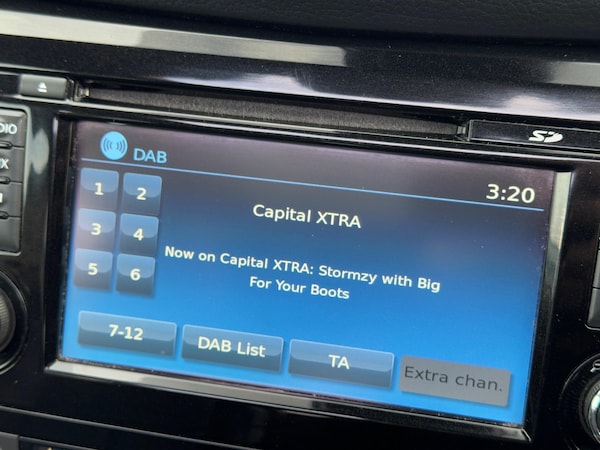 SD
DIO
DAB
3:20
1 2
3 4
5 6
Capital XTRA
Now on Capital XTRA: Stormzy with Big
For Your Boots
7-12
DAB List
TA
Extra chan.